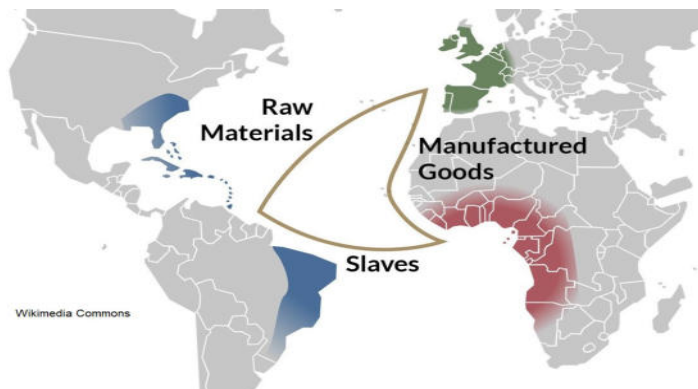 Raw
Materials
Manufactured
Goods
Slaves
Wikimedia Commons